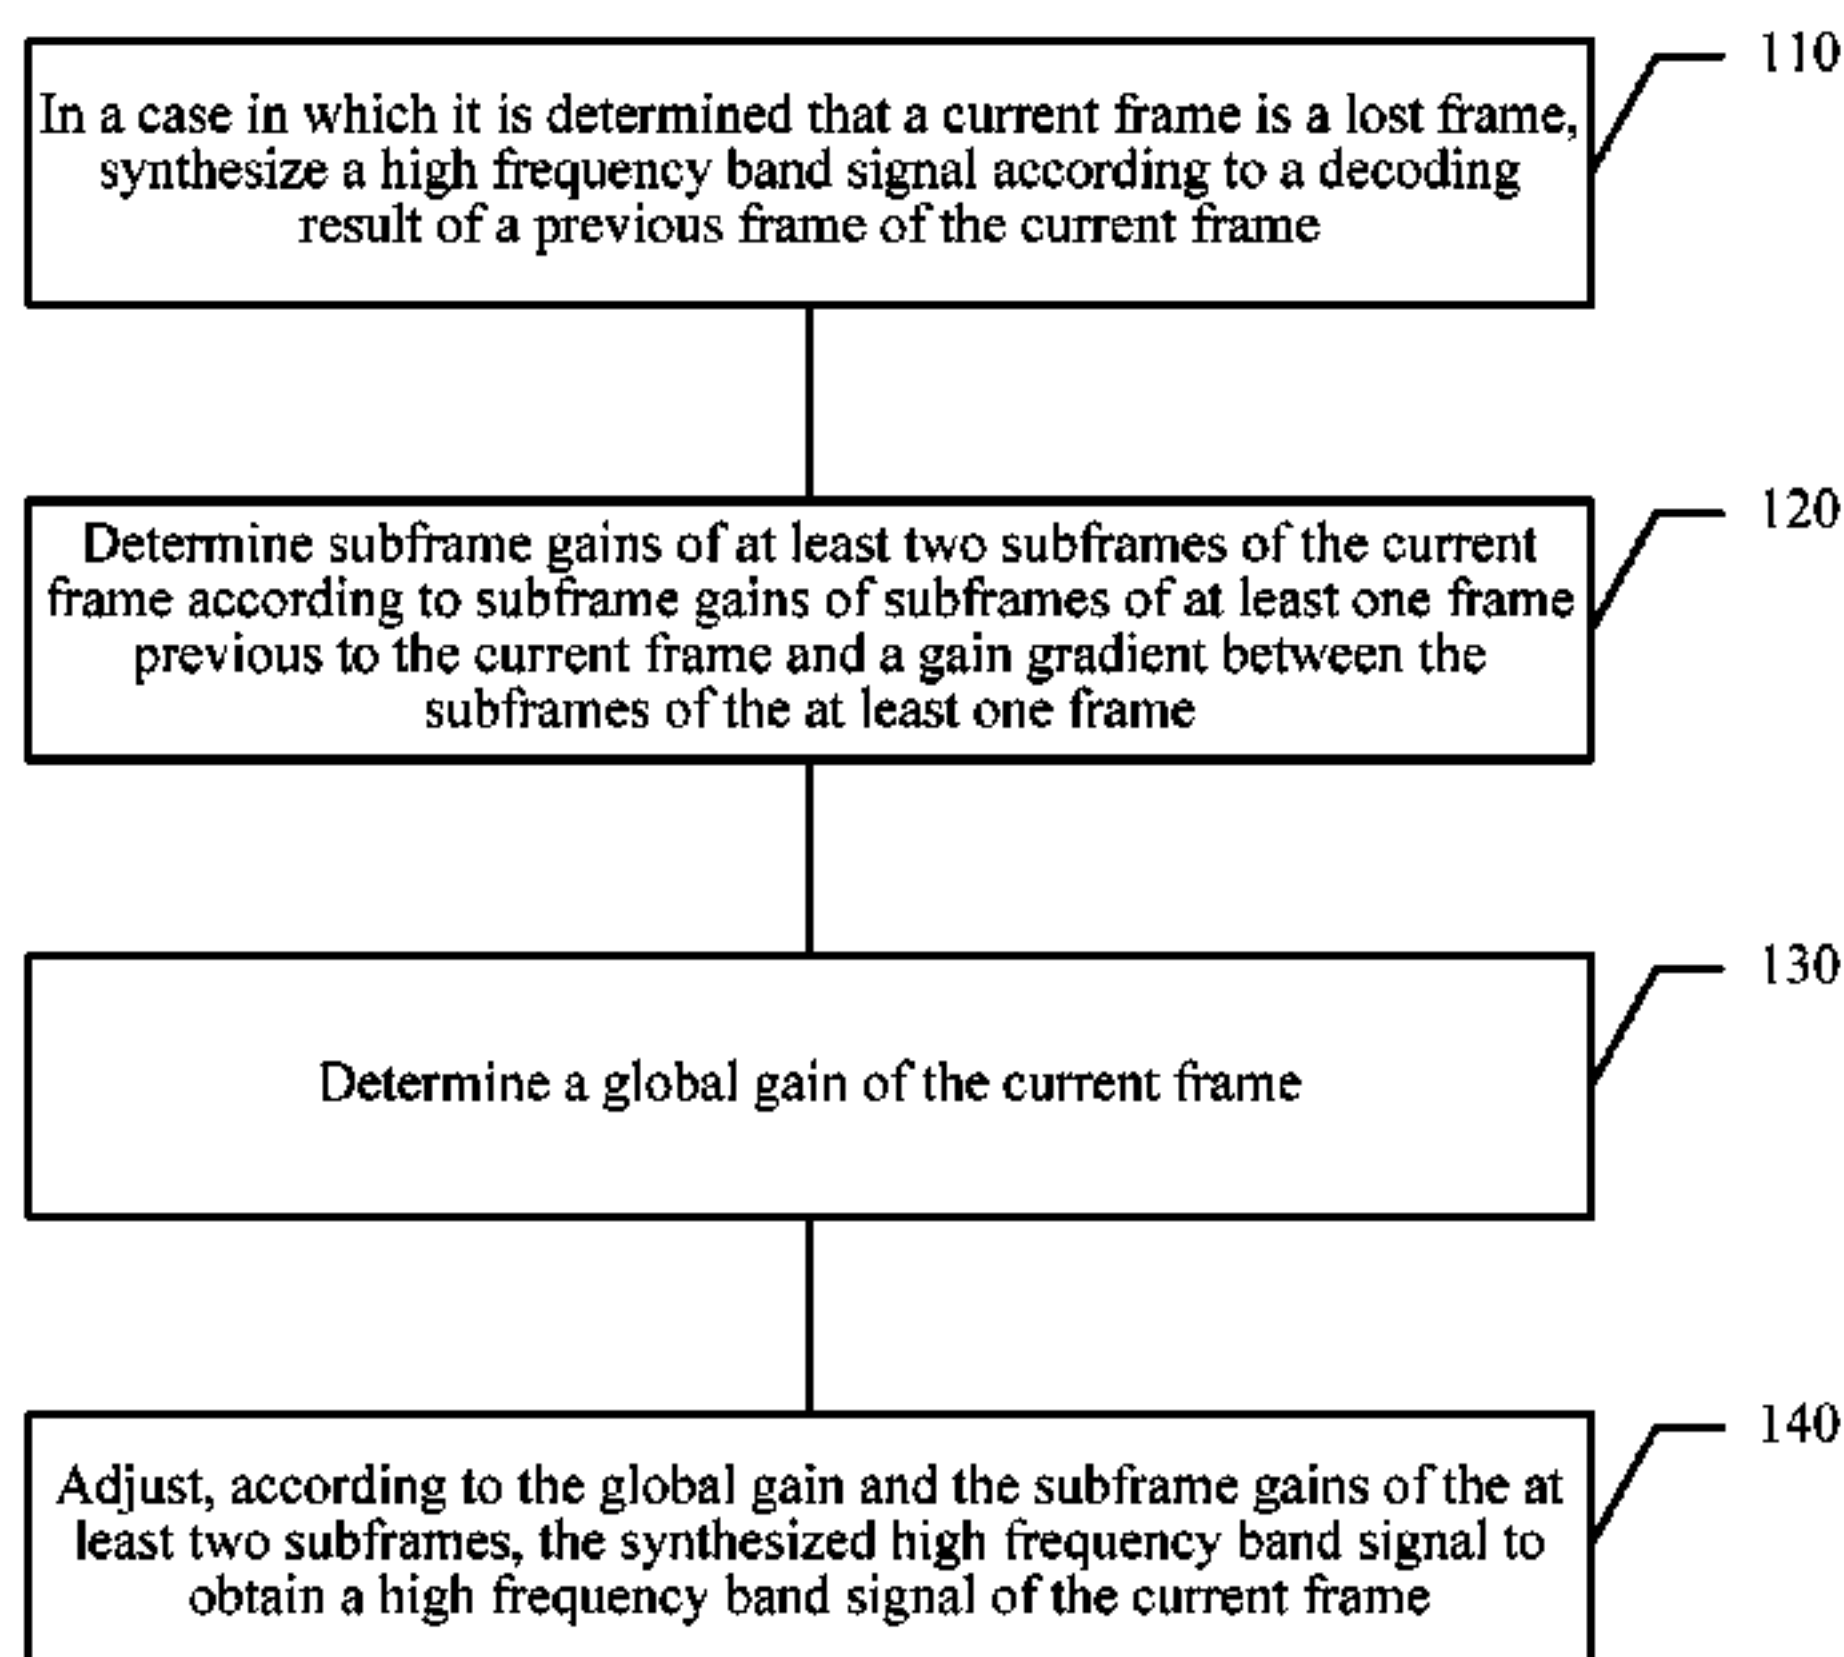 110
In a case in which it is determined that a current frame is a lost frame,
synthesize a high frequency band signal according to a decoding
result of a previous frame of the current frame
120
Determine subframe gains of at least two subframes of the current
frame according to subframe gains of subframes of at least one frame
previous to the current frame and a gain gradient between the
subframes of the at least one frame
130
Determine a global gain of the current frame
140
Adjust, according to the global gain and the subframe gains of the at
least two subframes, the synthesized high frequency band signal to
obtain a high frequency band signal of the current frame